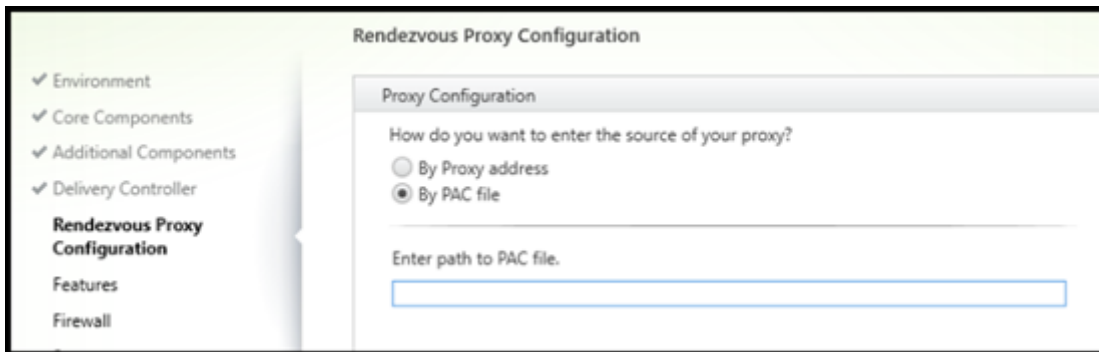 Rendezvous Proxy Configuration
Environment
Core Components
Additional Components
Delivery Controller
Rendezvous Proxy
Configuration
Features
Firewall
Proxy Configuration
How do you want to enter the source of your proxy?
By Proxy address
By PAC file
Enter path to PAC file.